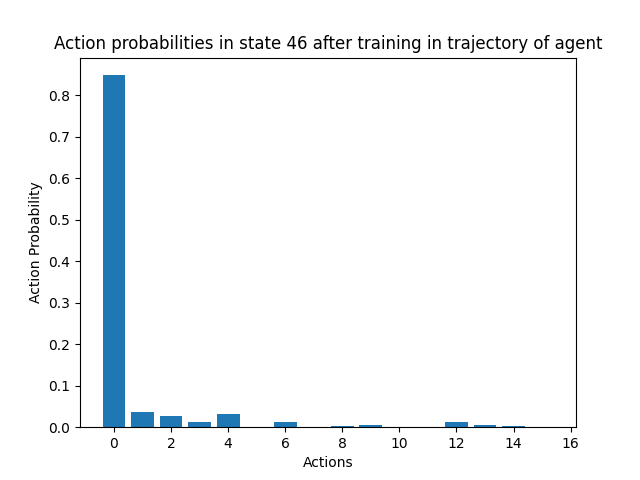 Action probabilities in state 46 after training in trajectory of agent
0.8
0.7
0.6
0.5
0.4
0.3
0.2
0.1
0.0
Action Probability
0 2 4 6 8 10 12 14 16
Actions